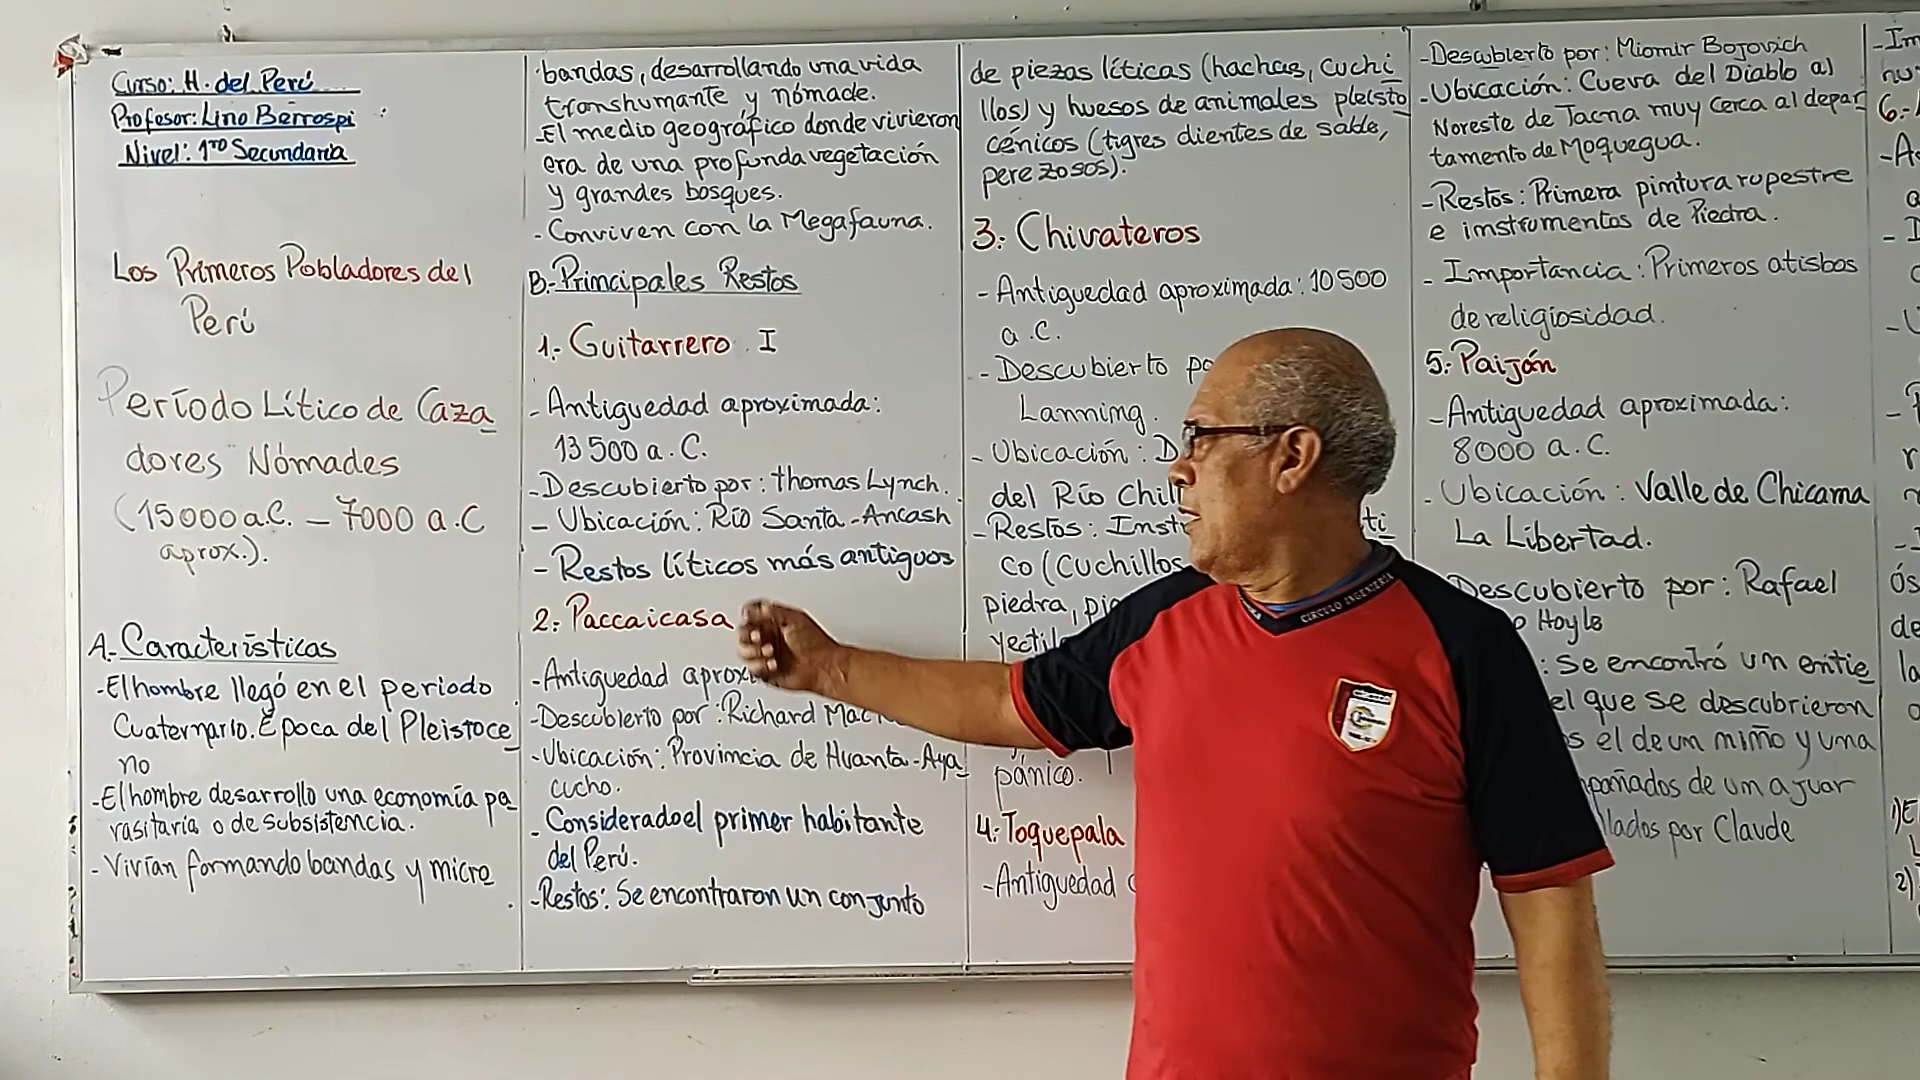 Curso: H. del Perú
Profesor: Lino Berrospi
Nivel: 1ro Secundaria
Los Primeros Pobladores del
Perú
Período Lítico de Caza
dores Nómades
(15000 a.C. – 7000 a.C
aprox.).
A.- Características
- El hombre llegó en el periodo
Cuaternario. Epoca del Pleistoce
no
- El hombre desarrollo una economía pa
rasitaria o de subsistencia.
- Vivían formando bandas y micro
bandas, desarrollando una vida
transhumante y nómade.
- El medio geográfico donde vivieron
era de una profunda vegetación
y grandes bosques.
- Conviven con la Megafauna.
B.- Principales Restos
1.- Guitarrero I
- Antiguedad aproximada:
13 500 a. C.
- Descubierto por: thomas Lynch.
- Ubicación: Río Santa - Ancash
- Restos líticos más antiguos
2.- Paccaicasa
- Antiguedad
- Descubierto por: Richard
- Ubicación: Provincia de Huanta - Aya
cucho.
- Considerado el primer habitante
del Perú.
- Restos: Se encontraron un conjunto
de piezas líticas (hachas, cuchi
llos) y huesos de animales pleisto
cénicos (tigres dientes de sable,
perezosos).
3.- Chivateros
- Antiguedad aproximada: 10 500
a.C.
- Descubierto
Lanning.
- Ubicación:
del Río
- Restos:
co (Cuchillos
piedra,
pánico.
4.- Toquepala
- Antiguedad
- Descubierto por: Miomir Bojovich
- Ubicación: Cueva del Diablo al
Noreste de Tacna muy cerca al depar
tamento de Moquegua.
- Restos: Primera pintura rupestre
e instrumentos de Piedra.
- Importancia: Primeros atisbos
de religiosidad.
5.- Paiján
- Antiguedad aproximada:
8000 a.C.
- Ubicación: Valle de Chicama
La Libertad.
Descubierto por: Rafael
Hoyle
: Se encontró un entie
el que se descubrieron
el de un niño y una
de un ajuar
por Claude
6.-
2)
CIRCULO INGENIERIA